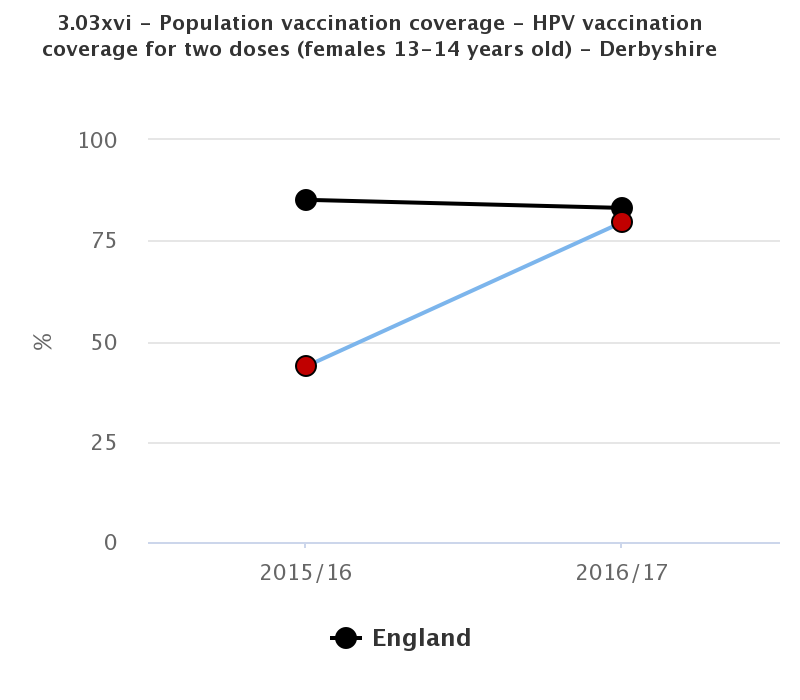 3.03xvi – Population vaccination coverage – HPV vaccination
coverage for two doses (females 13–14 years old) – Derbyshire
100
75
50
25
0
%
2015/16
2016/17
England